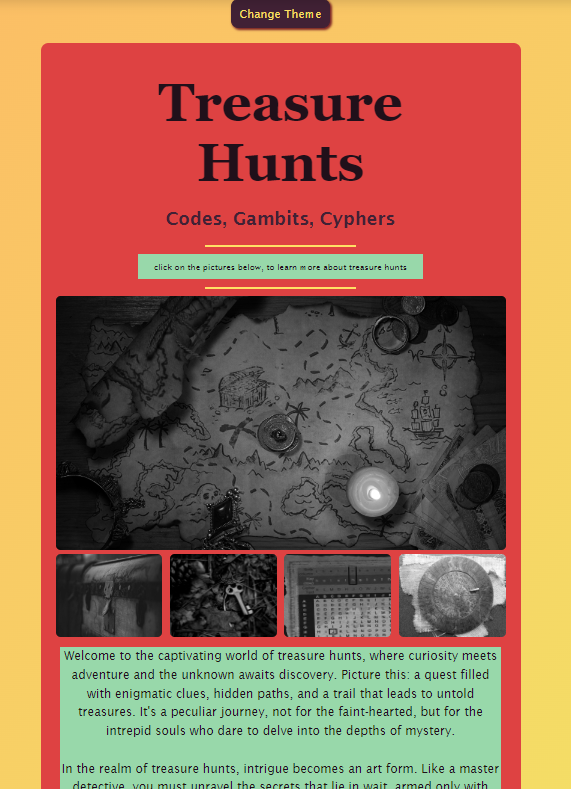 Change Theme
Treasure
Hunts
Codes, Gambits, Cyphers
click on the pictures below, to learn more about treasure hunts
Welcome to the captivating world of treasure hunts, where curiosity meets
adventure and the unknown awaits discovery. Picture this: a quest filled
with enigmatic clues, hidden paths, and a trail that leads to untold
treasures. It's a peculiar journey, not for the faint-hearted, but for the
intrepid souls who dare to delve into the depths of mystery.
In the realm of treasure hunts, intrigue becomes an art form. Like a master
detective, you must unravel the secrets that lie in wait, armed only with